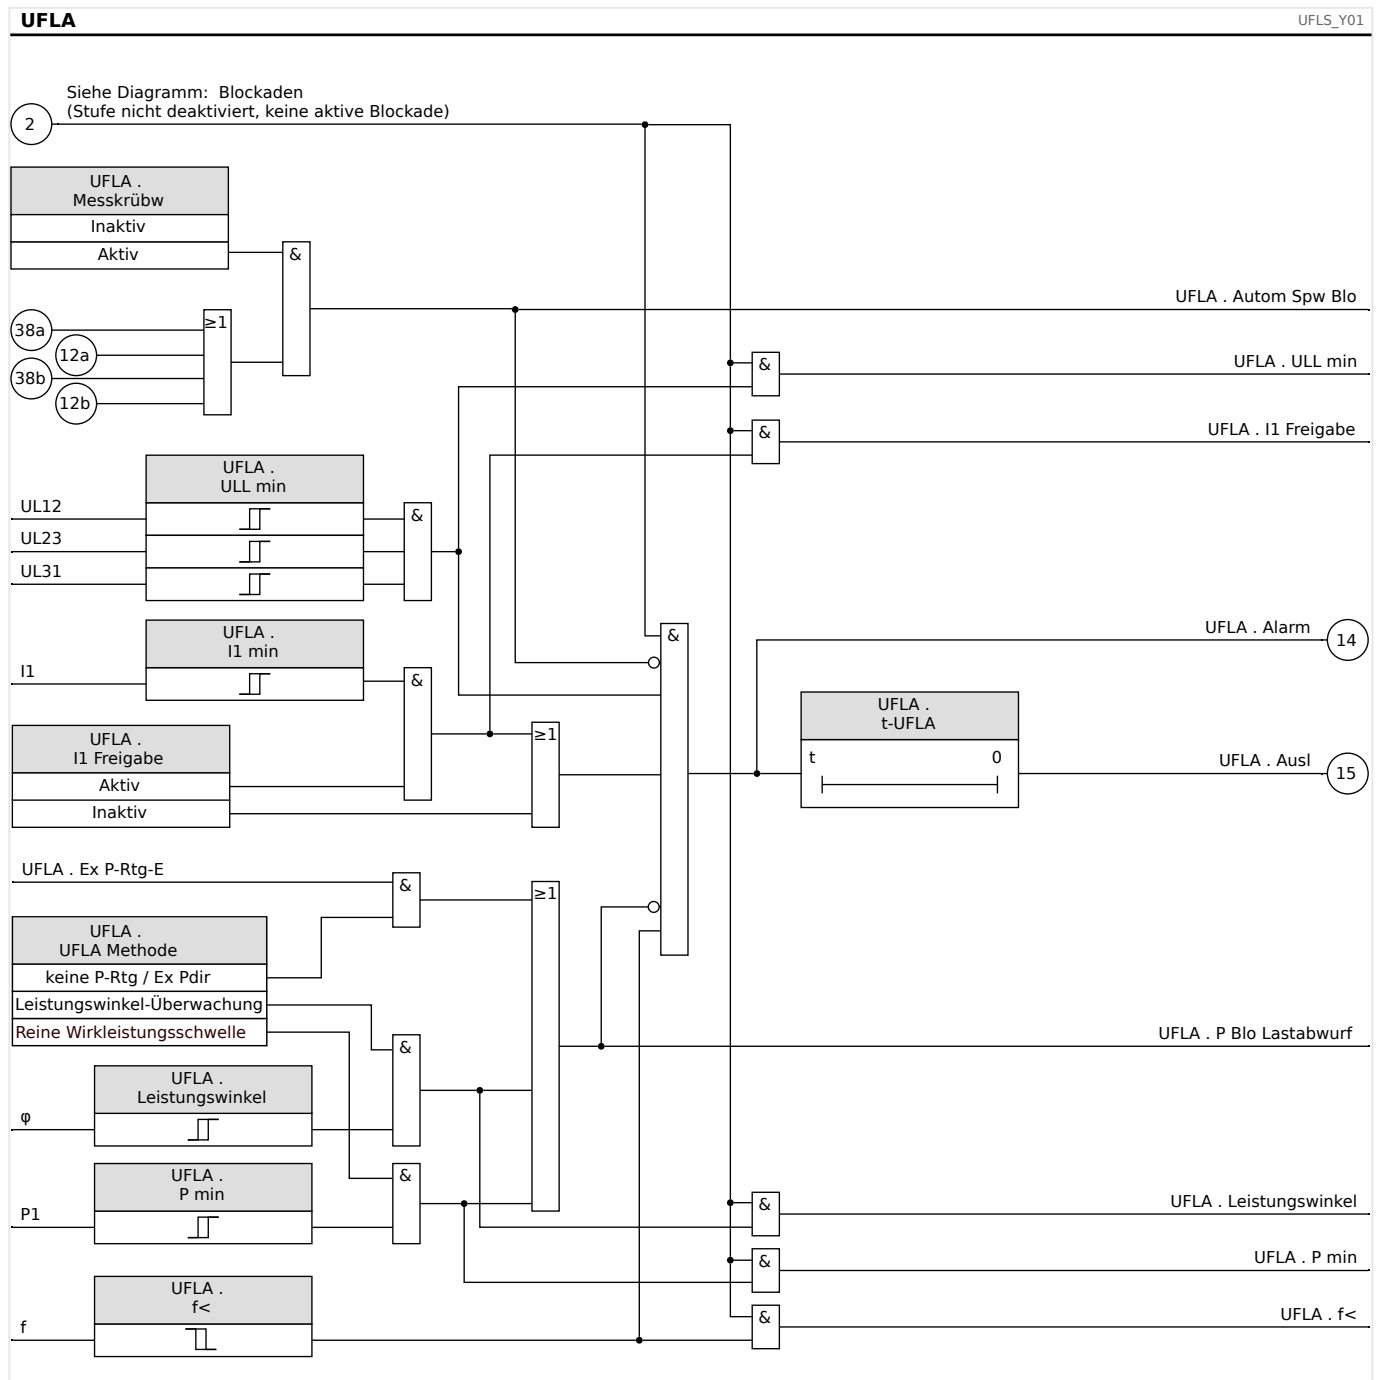 UFLA
UFLS_Y01
Siehe Diagramm: Blockaden
(Stufe nicht deaktiviert, keine aktive Blockade)
2
UFLA .
Messkrübw
Inaktiv
Aktiv
&
UFLA . Autom Spw Blo
38a
≥1
12a
38b
12b
&
UFLA . ULL min
&
UFLA . I1 Freigabe
UFLA .
ULL min
UL12
UL23
UL31
&
UFLA .
I1 min
I1
&
&
UFLA . Alarm
14
UFLA .
t-UFLA
t 0
UFLA . Ausl
15
UFLA .
I1 Freigabe
Aktiv
Inaktiv
≥1
UFLA . Ex P-Rtg-E
&
≥1
UFLA .
UFLA Methode
keine P-Rtg / Ex Pdir
Leistungswinkel-Überwachung
Reine Wirkleistungsschwelle
&
UFLA . P Blo Lastabwurf
UFLA .
Leistungswinkel
φ
UFLA .
P min
P1
&
&
UFLA . Leistungswinkel
&
UFLA . P min
UFLA .
f<
f
&
UFLA . f<